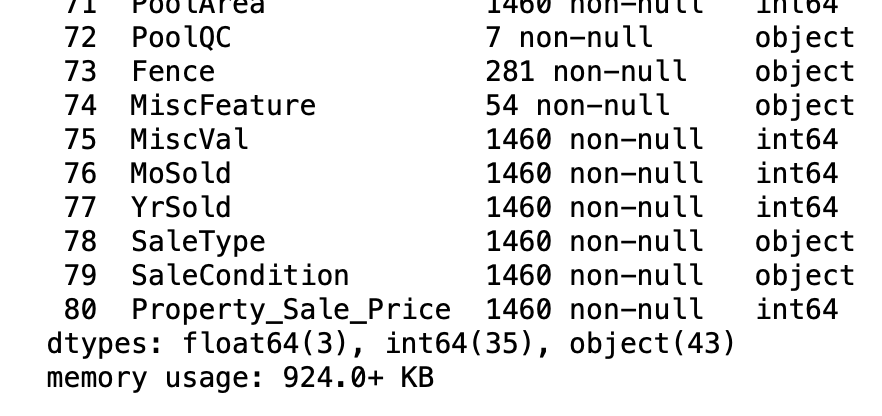 71 PoolArea 1460 non-null int64
72 PoolQC 7 non-null object
73 Fence 281 non-null object
74 MiscFeature 54 non-null object
75 MiscVal 1460 non-null int64
76 MoSold 1460 non-null int64
77 YrSold 1460 non-null int64
78 SaleType 1460 non-null object
79 SaleCondition 1460 non-null object
80 Property_Sale_Price 1460 non-null int64
dtypes: float64(3), int64(35), object(43)
memory usage: 924.0+ KB